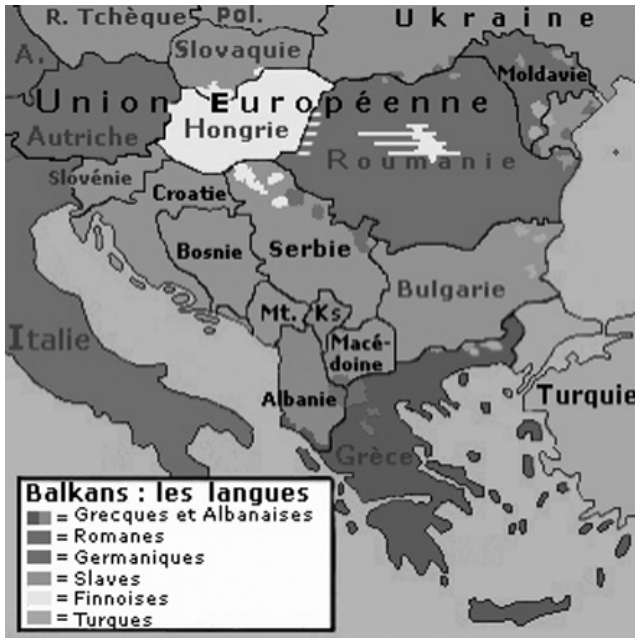 R. Tchèque
Pol.
Ukraine
A.
Slovaquie
Moldavie
Union Européenne
Autriche
Hongrie
Roumanie
Slovénie
Croatie
Bosnie
Serbie
Bulgarie
Mt.
Ks
Italie
Macé-
doine
Albanie
Turquie
Grèce
Balkans : les langues
= Grecques et Albanaises
= Romanes
= Germaniques
= Slaves
= Finnoises
= Turques